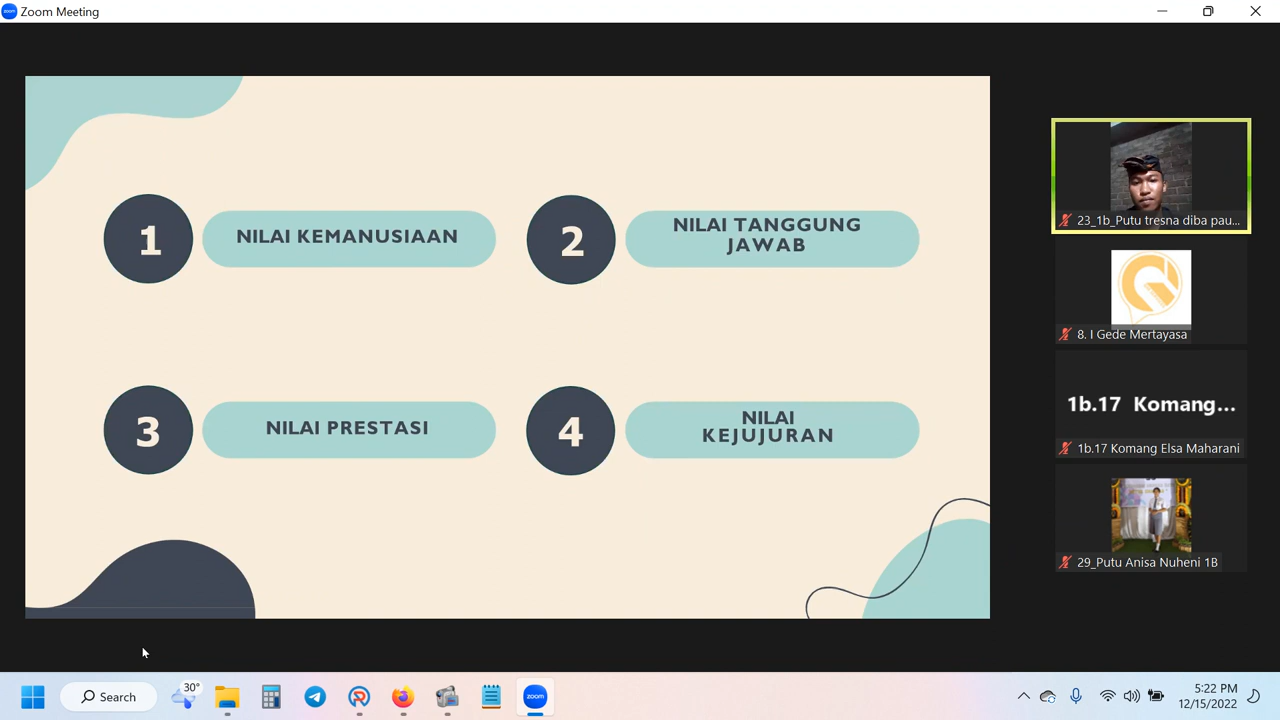 Zoom Meeting
1
NILAI KEMANUSIAAN
2
NILAI TANGGUNG
JAWAB
3
NILAI PRESTASI
4
NILAI
KEJUJURAN
23_1b_Putu tresna diba pau...
8. I Gede Mertayasa
1b.17 Komang...
1b.17 Komang Elsa Maharani
29_Putu Anisa Nuheni 1B
Search
30°
zoom
5:22 PM
12/15/2022